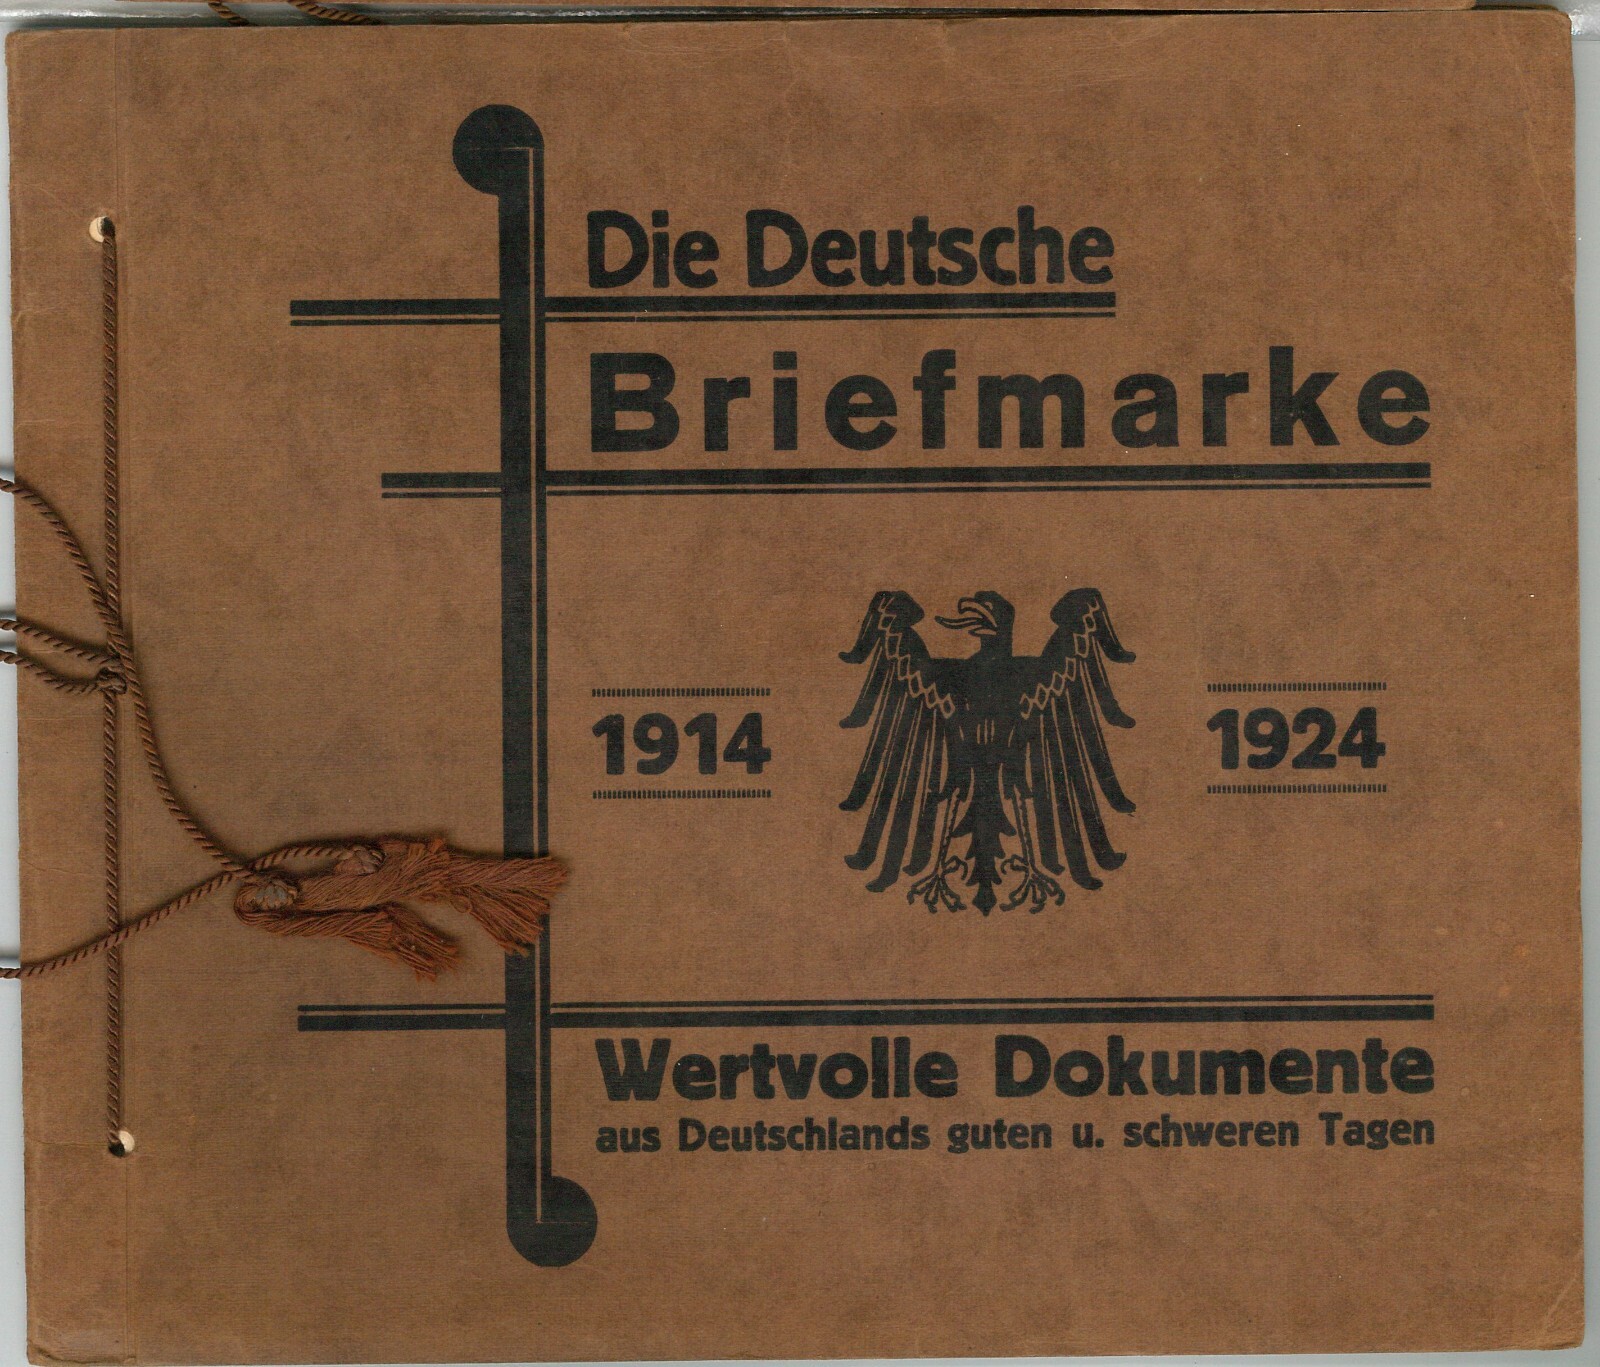 Die Deutsche
Briefmarke
1914
1924
Wertvolle Dokumente
aus Deutschlands guten u. schweren Tagen